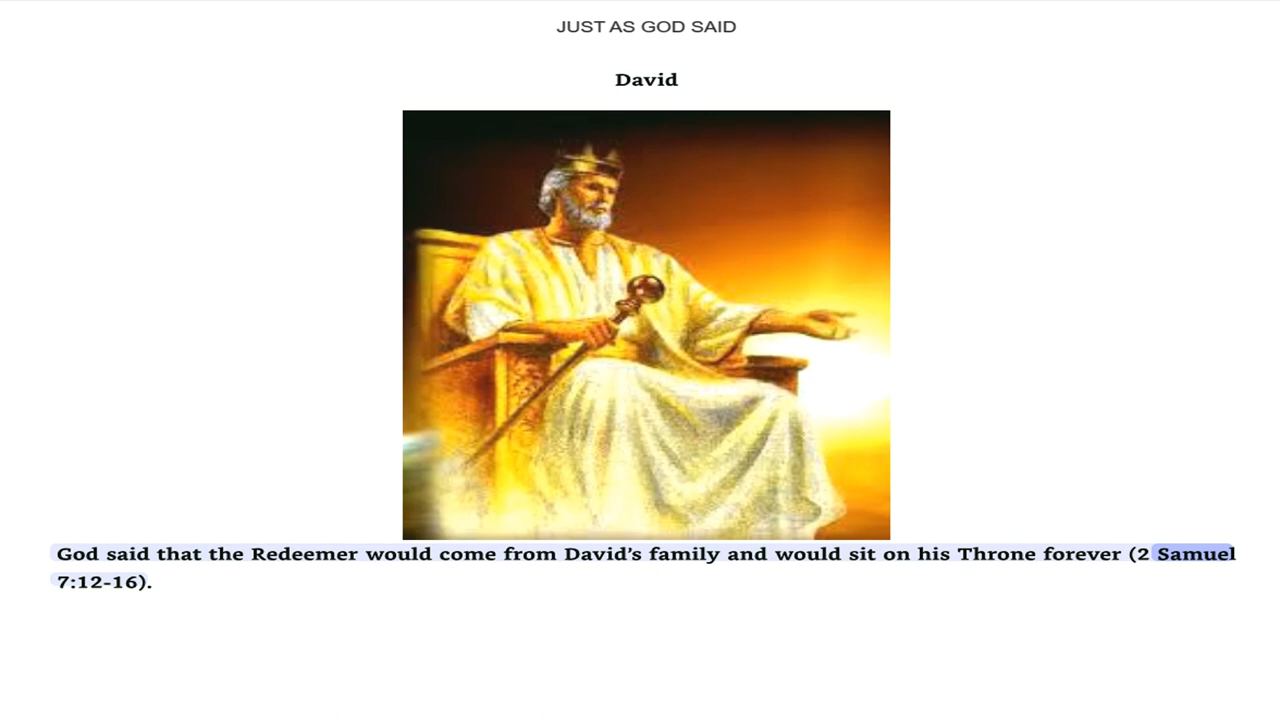 JUST AS GOD SAID
David
God said that the Redeemer would come from David’s family and would sit on his Throne forever (2 Samuel
7:12-16).